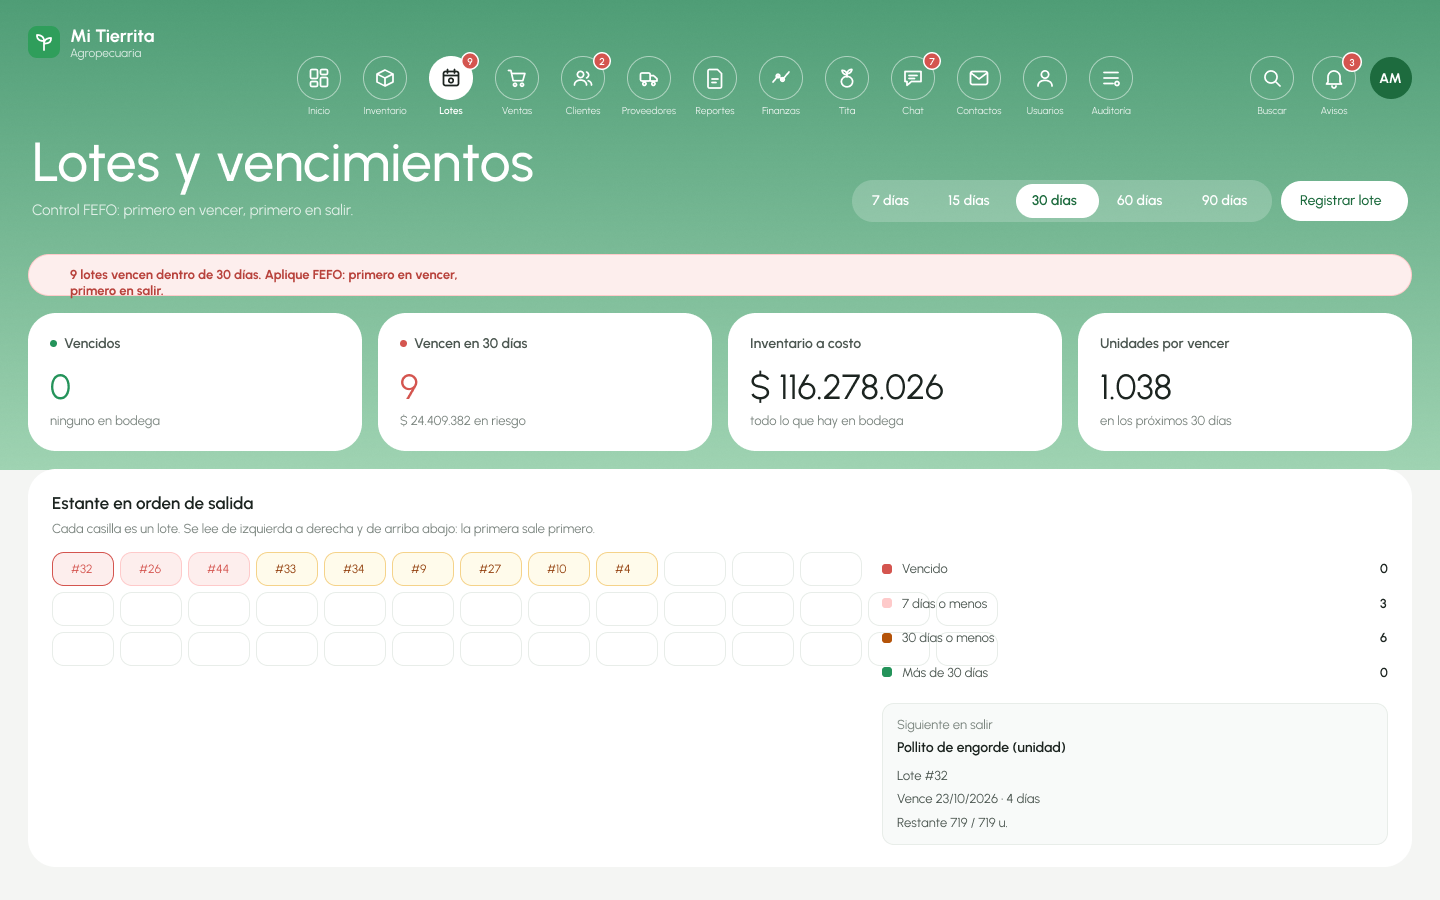 Mi Tierrita
Agropecuaria
9
2
7
3
AM
Inicio
Inventario
Lotes
Ventas
Clientes
Proveedores
Reportes
Finanzas
Tita
Chat
Contactos
Usuarios
Auditoría
Buscar
Avisos
Lotes y vencimientos
Control FEFO: primero en vencer, primero en salir.
7 días
15 días
30 días
60 días
90 días
Registrar lote
9 lotes vencen dentro de 30 días. Aplique FEFO: primero en vencer,
primero en salir.
Vencidos
0
ninguno en bodega
Vencen en 30 días
9
$ 24.409.382 en riesgo
Inventario a costo
$ 116.278.026
todo lo que hay en bodega
Unidades por vencer
1.038
en los próximos 30 días
Estante en orden de salida
Cada casilla es un lote. Se lee de izquierda a derecha y de arriba abajo: la primera sale primero.
#32
#26
#44
#33
#34
#9
#27
#10
#4
Vencido 0
7 días o menos 3
30 días o menos 6
Más de 30 días 0
Siguiente en salir
Pollito de engorde (unidad)
Lote #32
Vence 23/10/2026 · 4 días
Restante 719 / 719 u.